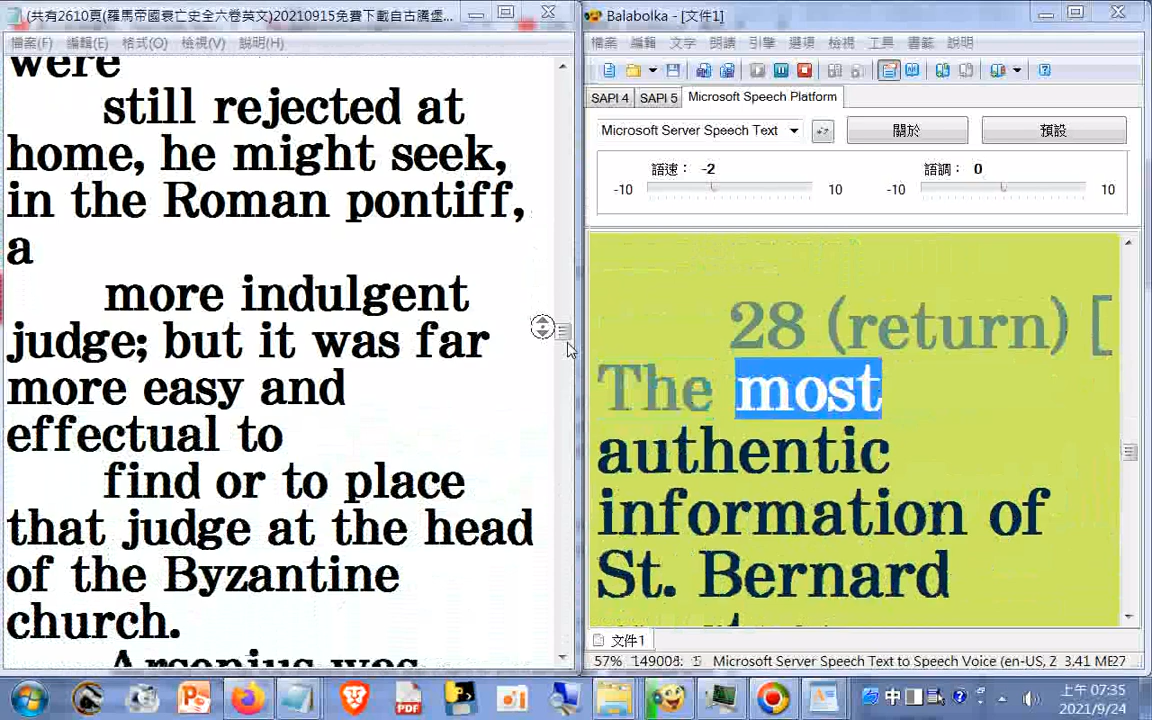 (共有2610頁(羅馬帝國衰亡史全六卷英文)20210915免費下載自古騰堡...
檔案(F) 編輯(E) 格式(O) 檢視(V) 說明(H)
were
still rejected at
home, he might seek,
in the Roman pontiff,
a
more indulgent
judge; but it was far
more easy and
effectual to
find or to place
that judge at the head
of the Byzantine
church.
Arsenius was
Balabolka - [文件1]
檔案 編輯 文字 朗讀 引擎 選項 檢視 工具 書籤 說明
SAPI 4 SAPI 5 Microsoft Speech Platform
Microsoft Server Speech Text 關於 預設
語速: -2 語調: 0
-10 10 -10 10
28 (return) [
The most
authentic
information of
St. Bernard
文件1
57% Microsoft Server Speech Text to Speech Voice (en-US, Z 3,41 ME27
中
上午 07:35
2021/9/24